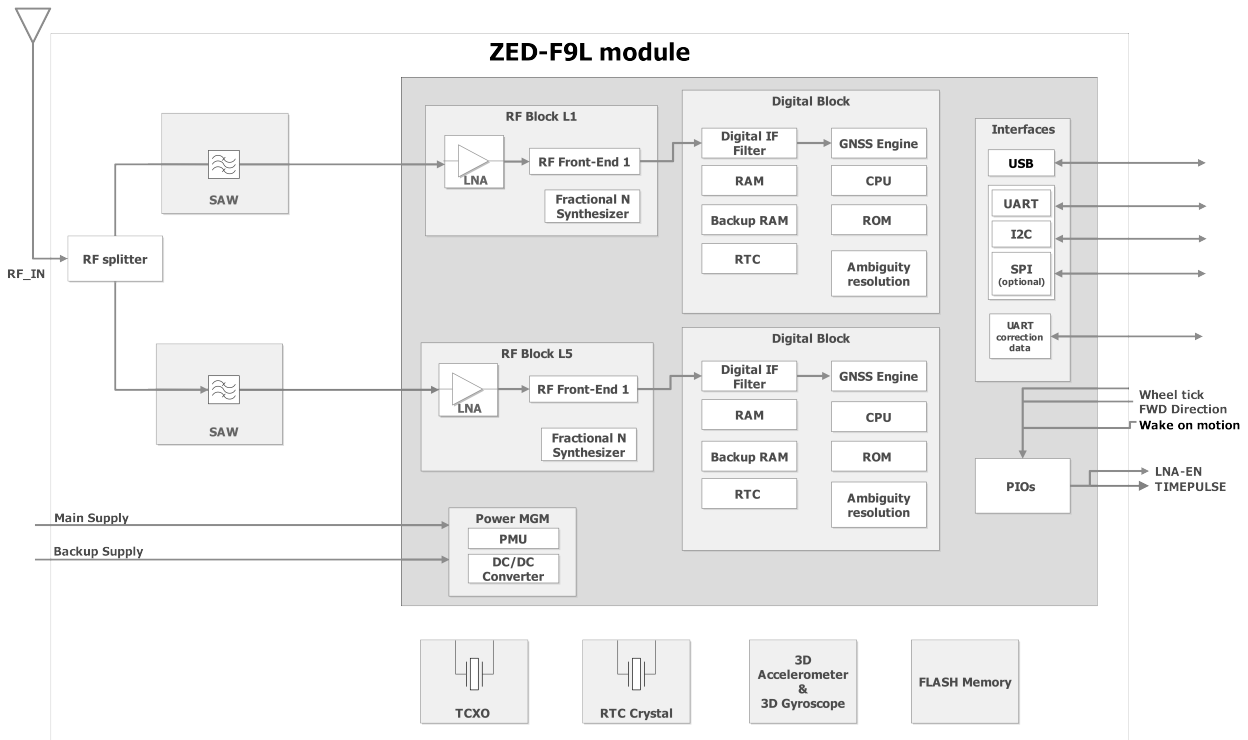 ZED-F9L module
RF_IN
RF splitter
SAW
SAW
RF Block L1
LNA
RF Front-End 1
Fractional N
Synthesizer
Digital Block
Digital IF
Filter
GNSS Engine
RAM
CPU
Backup RAM
ROM
RTC
Ambiguity
resolution
RF Block L5
LNA
RF Front-End 1
Fractional N
Synthesizer
Digital Block
Digital IF
Filter
GNSS Engine
RAM
CPU
Backup RAM
ROM
RTC
Ambiguity
resolution
Interfaces
USB
UART
I2C
SPI
(optional)
UART
correction
data
Wheel tick
FWD Direction
Wake on motion
PIOs
LNA-EN
TIMEPULSE
Main Supply
Backup Supply
Power MGM
PMU
DC/DC
Converter
TCXO
RTC Crystal
3D
Accelerometer
&
3D Gyroscope
FLASH Memory